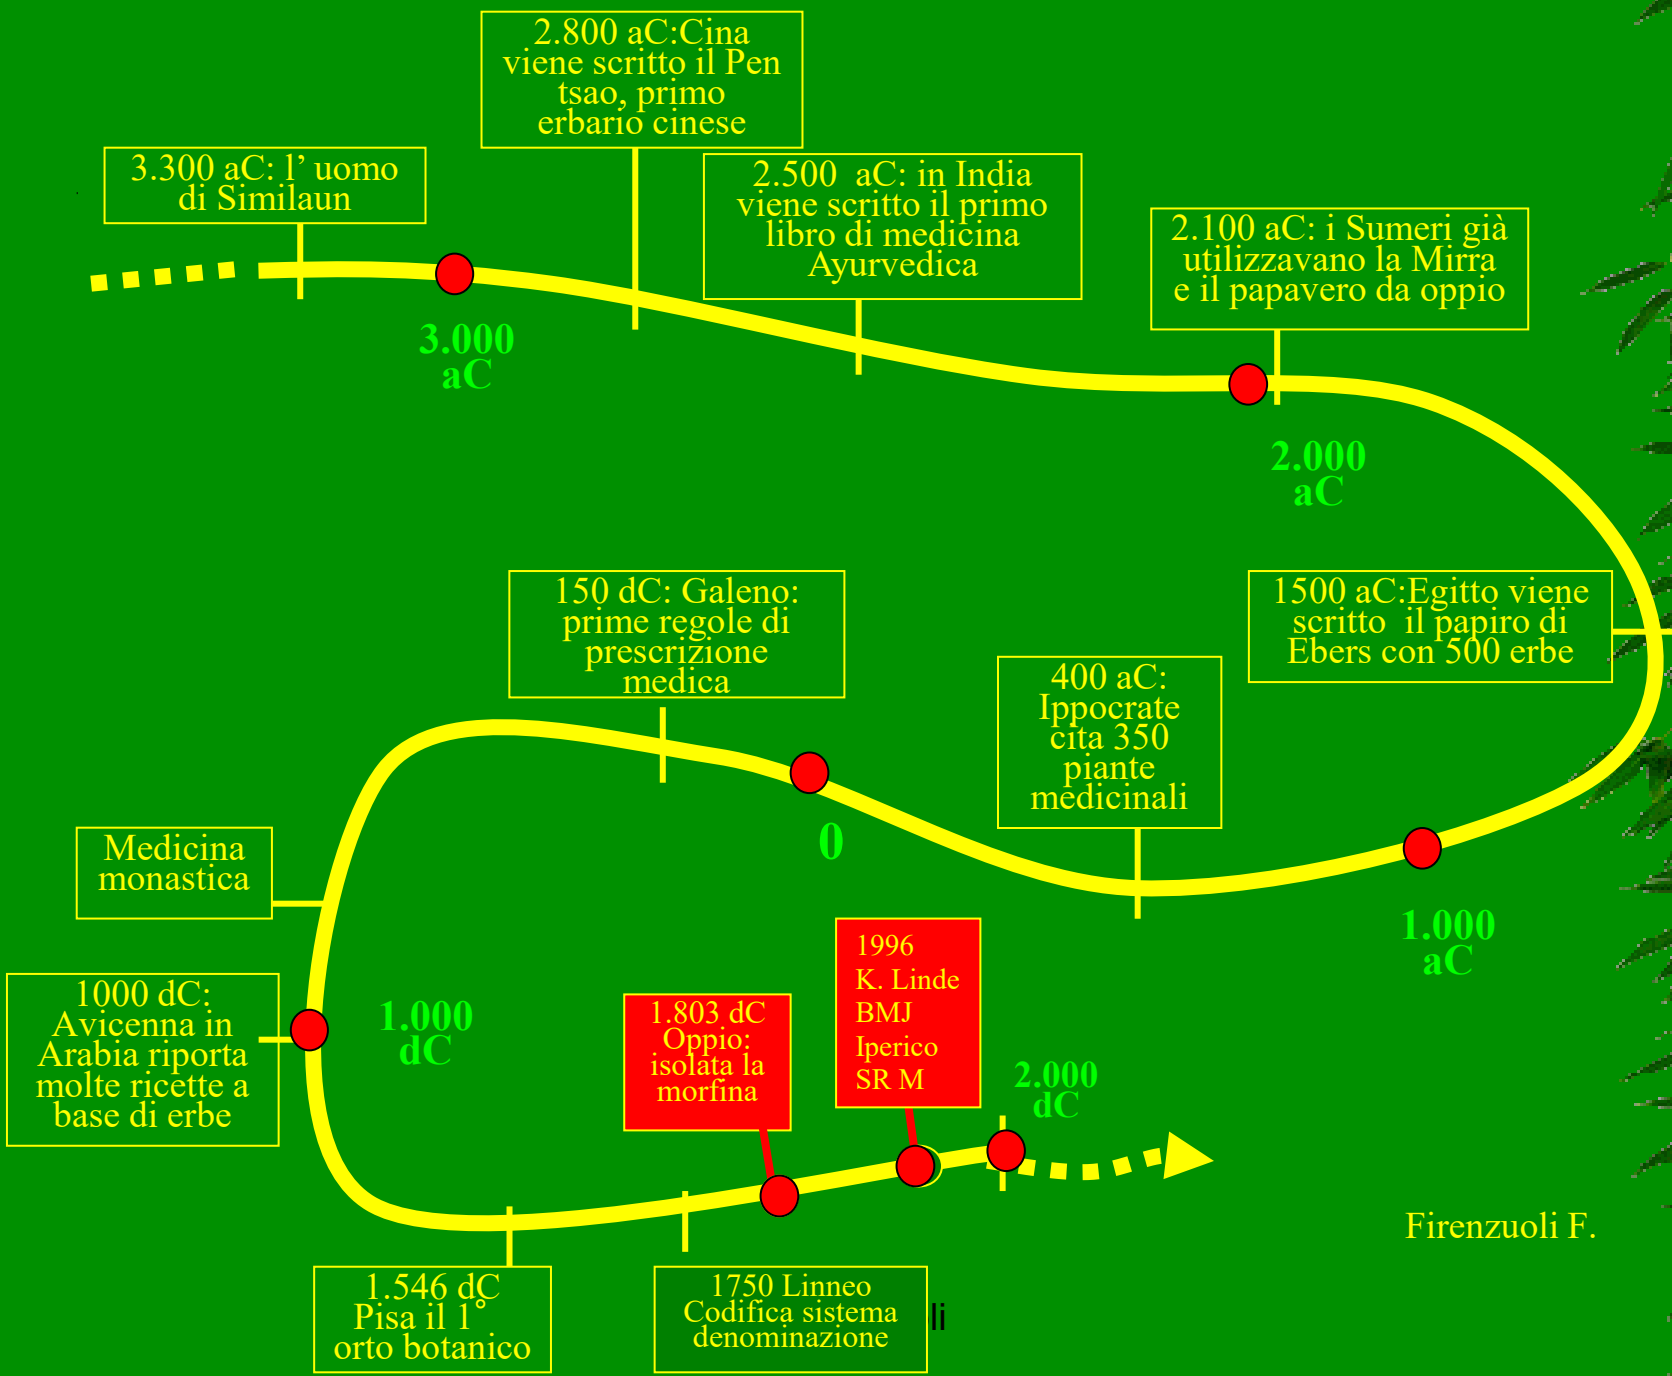 2.800 aC:Cina
viene scritto il Pen
tsao, primo
erbario cinese
3.300 aC: l’ uomo
di Similaun
2.500  aC: in India
viene scritto il primo
libro di medicina
Ayurvedica
2.100 aC: i Sumeri già
utilizzavano la Mirra
e il papavero da oppio
3.000
aC
2.000
aC
150 dC: Galeno:
prime regole di
prescrizione
medica
1500 aC:Egitto viene
scritto  il papiro di
Ebers con 500 erbe
400 aC:
Ippocrate
cita 350
piante
medicinali
0
1.000
aC
Medicina
monastica
1000 dC:
Avicenna in
Arabia riporta
molte ricette a
base di erbe
1.000
dC
1.803 dC
Oppio:
isolata la
morfina
1996
K. Linde
BMJ
Iperico
SR M
2.000
dC
Firenzuoli F.
1.546 dC
Pisa il 1°
orto botanico
1750 Linneo
Codifica sistema
denominazione
li